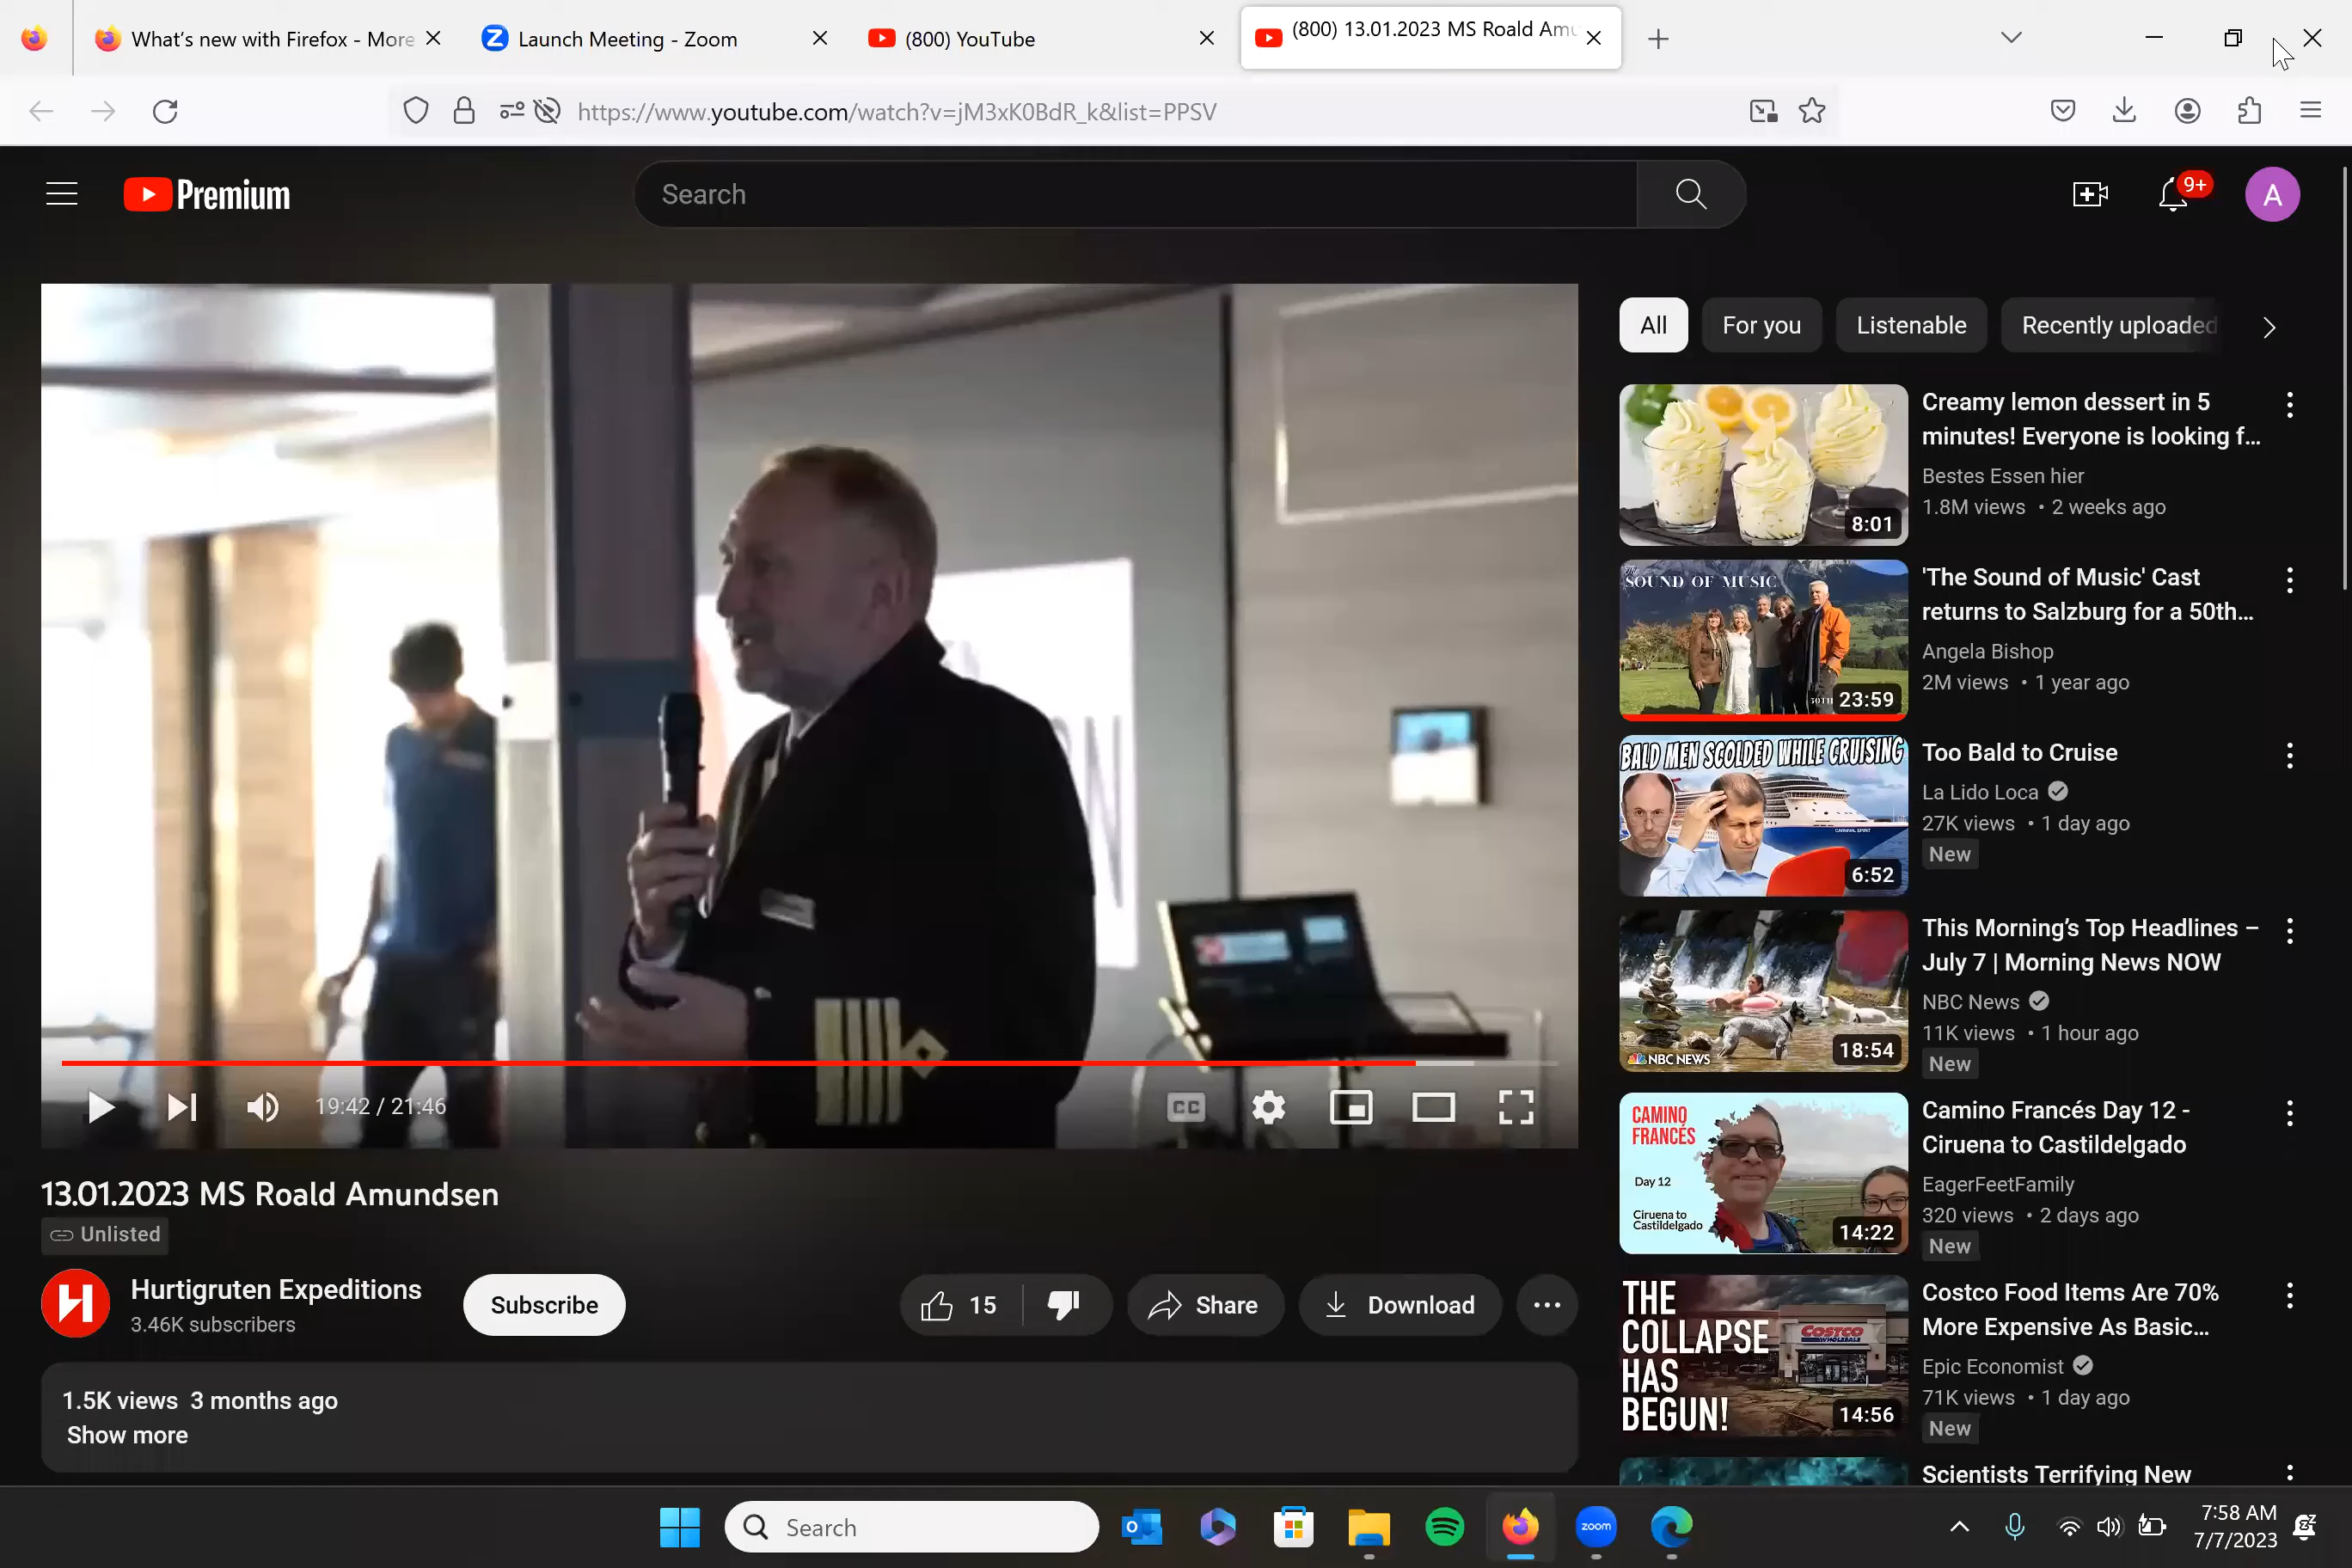 What's new with Firefox - More
Launch Meeting - Zoom
(800) YouTube
(800) 13.01.2023 MS Roald Amu
https://www.youtube.com/watch?v=jM3xK0BdR_k&list=PPSV
Premium
Search
9+
A
All
For you
Listenable
Recently uploaded
8:01
Creamy lemon dessert in 5
minutes! Everyone is looking f...
Bestes Essen hier
1.8M views • 2 weeks ago
The
SOUND OF MUSIC
50TH
23:59
'The Sound of Music' Cast
returns to Salzburg for a 50th...
Angela Bishop
2M views • 1 year ago
BALD MEN SCOLDED WHILE CRUISING
CARNIVAL SPIRIT
6:52
Too Bald to Cruise
La Lido Loca
27K views • 1 day ago
New
NBC NEWS
18:54
This Morning's Top Headlines –
July 7 | Morning News NOW
NBC News
11K views • 1 hour ago
New
CAMINO
FRANCÉS
Day 12
Ciruena to
Castildelgado
14:22
Camino Francés Day 12 -
Ciruena to Castildelgado
EagerFeetFamily
320 views • 2 days ago
New
THE
COLLAPSE
HAS
BEGUN!
COSTCO
WHOLESALE
14:56
Costco Food Items Are 70%
More Expensive As Basic...
Epic Economist
71K views • 1 day ago
New
Scientists Terrifying New
19:42 / 21:46
CC
13.01.2023 MS Roald Amundsen
Unlisted
H
Hurtigruten Expeditions
3.46K subscribers
Subscribe
15
Share
Download
1.5K views 3 months ago
Show more
Search
zoom
7:58 AM
7/7/2023